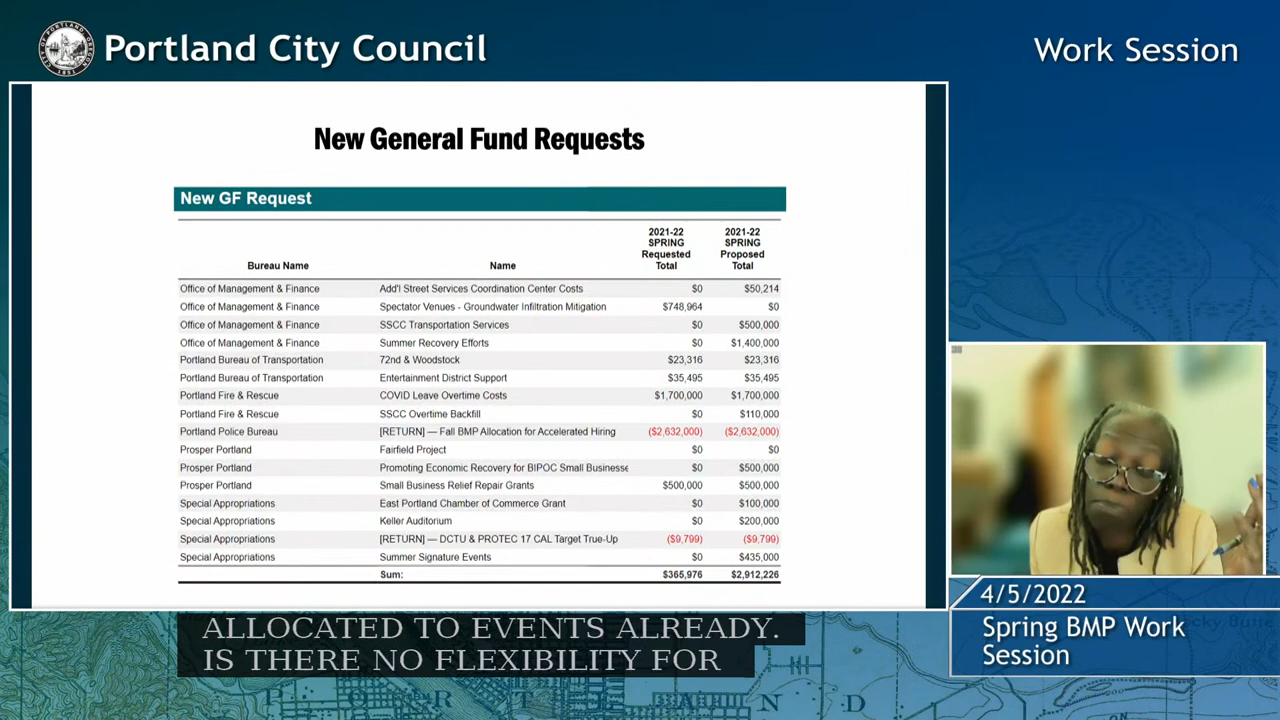 Portland City Council
Work Session
New General Fund Requests
New GF Request
Bureau Name Name 2021-22 SPRING Requested Total 2021-22 SPRING Proposed Total
Office of Management & Finance Add'l Street Services Coordination Center Costs $0 $50,214
Office of Management & Finance Spectator Venues - Groundwater Infiltration Mitigation $748,964 $0
Office of Management & Finance SSCC Transportation Services $0 $500,000
Office of Management & Finance Summer Recovery Efforts $0 $1,400,000
Portland Bureau of Transportation 72nd & Woodstock $23,316 $23,316
Portland Bureau of Transportation Entertainment District Support $35,495 $35,495
Portland Fire & Rescue COVID Leave Overtime Costs $1,700,000 $1,700,000
Portland Fire & Rescue SSCC Overtime Backfill $0 $110,000
Portland Police Bureau [RETURN] — Fall BMP Allocation for Accelerated Hiring ($2,632,000) ($2,632,000)
Prosper Portland Fairfield Project $0 $0
Prosper Portland Promoting Economic Recovery for BIPOC Small Businesse $0 $500,000
Prosper Portland Small Business Relief Repair Grants $500,000 $500,000
Special Appropriations East Portland Chamber of Commerce Grant $0 $100,000
Special Appropriations Keller Auditorium $0 $200,000
Special Appropriations [RETURN] — DCTU & PROTEC 17 CAL Target True-Up ($9,799) ($9,799)
Special Appropriations Summer Signature Events $0 $435,000
Sum: $365,976 $2,912,226
4/5/2022
Spring BMP Work
Session
ALLOCATED TO EVENTS ALREADY.
IS THERE NO FLEXIBILITY FOR